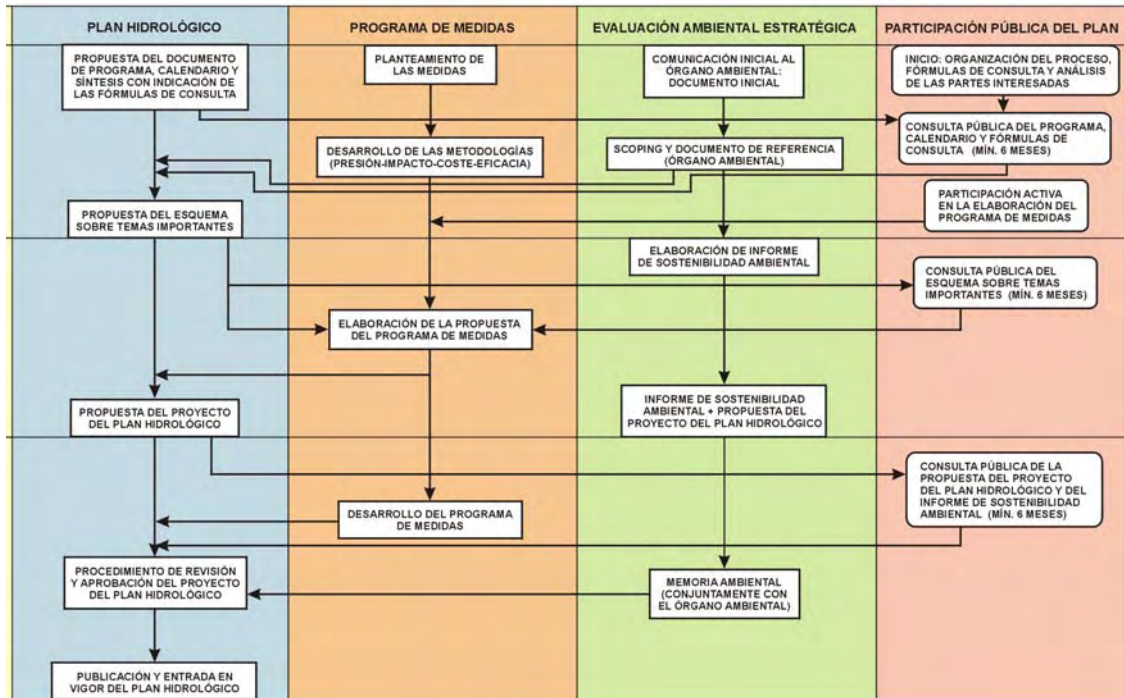 PLAN HIDROLÓGICO
PROGRAMA DE MEDIDAS
EVALUACIÓN AMBIENTAL ESTRATÉGICA
PARTICIPACIÓN PÚBLICA DEL PLAN
PROPUESTA DEL DOCUMENTO
DE PROGRAMA, CALENDARIO Y
SÍNTESIS CON INDICACIÓN DE
LAS FÓRMULAS DE CONSULTA
PLANTEAMIENTO DE
LAS MEDIDAS
COMUNICACIÓN INICIAL AL
ÓRGANO AMBIENTAL:
DOCUMENTO INICIAL
INICIO: ORGANIZACIÓN DEL PROCESO,
FÓRMULAS DE CONSULTA Y ANÁLISIS
DE LAS PARTES INTERESADAS
DESARROLLO DE LAS METODOLOGÍAS
(PRESIÓN-IMPACTO-COSTE-EFICACIA)
SCOPING Y DOCUMENTO DE REFERENCIA
(ÓRGANO AMBIENTAL)
CONSULTA PÚBLICA DEL PROGRAMA,
CALENDARIO Y FÓRMULAS DE
CONSULTA (MÍN. 6 MESES)
PROPUESTA DEL ESQUEMA
SOBRE TEMAS IMPORTANTES
PARTICIPACIÓN ACTIVA
EN LA ELABORACIÓN DEL
PROGRAMA DE MEDIDAS
ELABORACIÓN DE INFORME
DE SOSTENIBILIDAD AMBIENTAL
CONSULTA PÚBLICA DEL
ESQUEMA SOBRE TEMAS
IMPORTANTES (MÍN. 6 MESES)
ELABORACIÓN DE LA PROPUESTA
DEL PROGRAMA DE MEDIDAS
PROPUESTA DEL PROYECTO
DEL PLAN HIDROLÓGICO
INFORME DE SOSTENIBILIDAD
AMBIENTAL + PROPUESTA DEL
PROYECTO DEL PLAN HIDROLÓGICO
CONSULTA PÚBLICA DE LA
PROPUESTA DEL PROYECTO
DEL PLAN HIDROLÓGICO Y DEL
INFORME DE SOSTENIBILIDAD
AMBIENTAL (MÍN. 6 MESES)
DESARROLLO DEL PROGRAMA
DE MEDIDAS
PROCEDIMIENTO DE REVISIÓN
Y APROBACIÓN DEL PROYECTO
DEL PLAN HIDROLÓGICO
MEMORIA AMBIENTAL
(CONJUNTAMENTE CON
EL ÓRGANO AMBIENTAL)
PUBLICACIÓN Y ENTRADA EN
VIGOR DEL PLAN HIDROLÓGICO